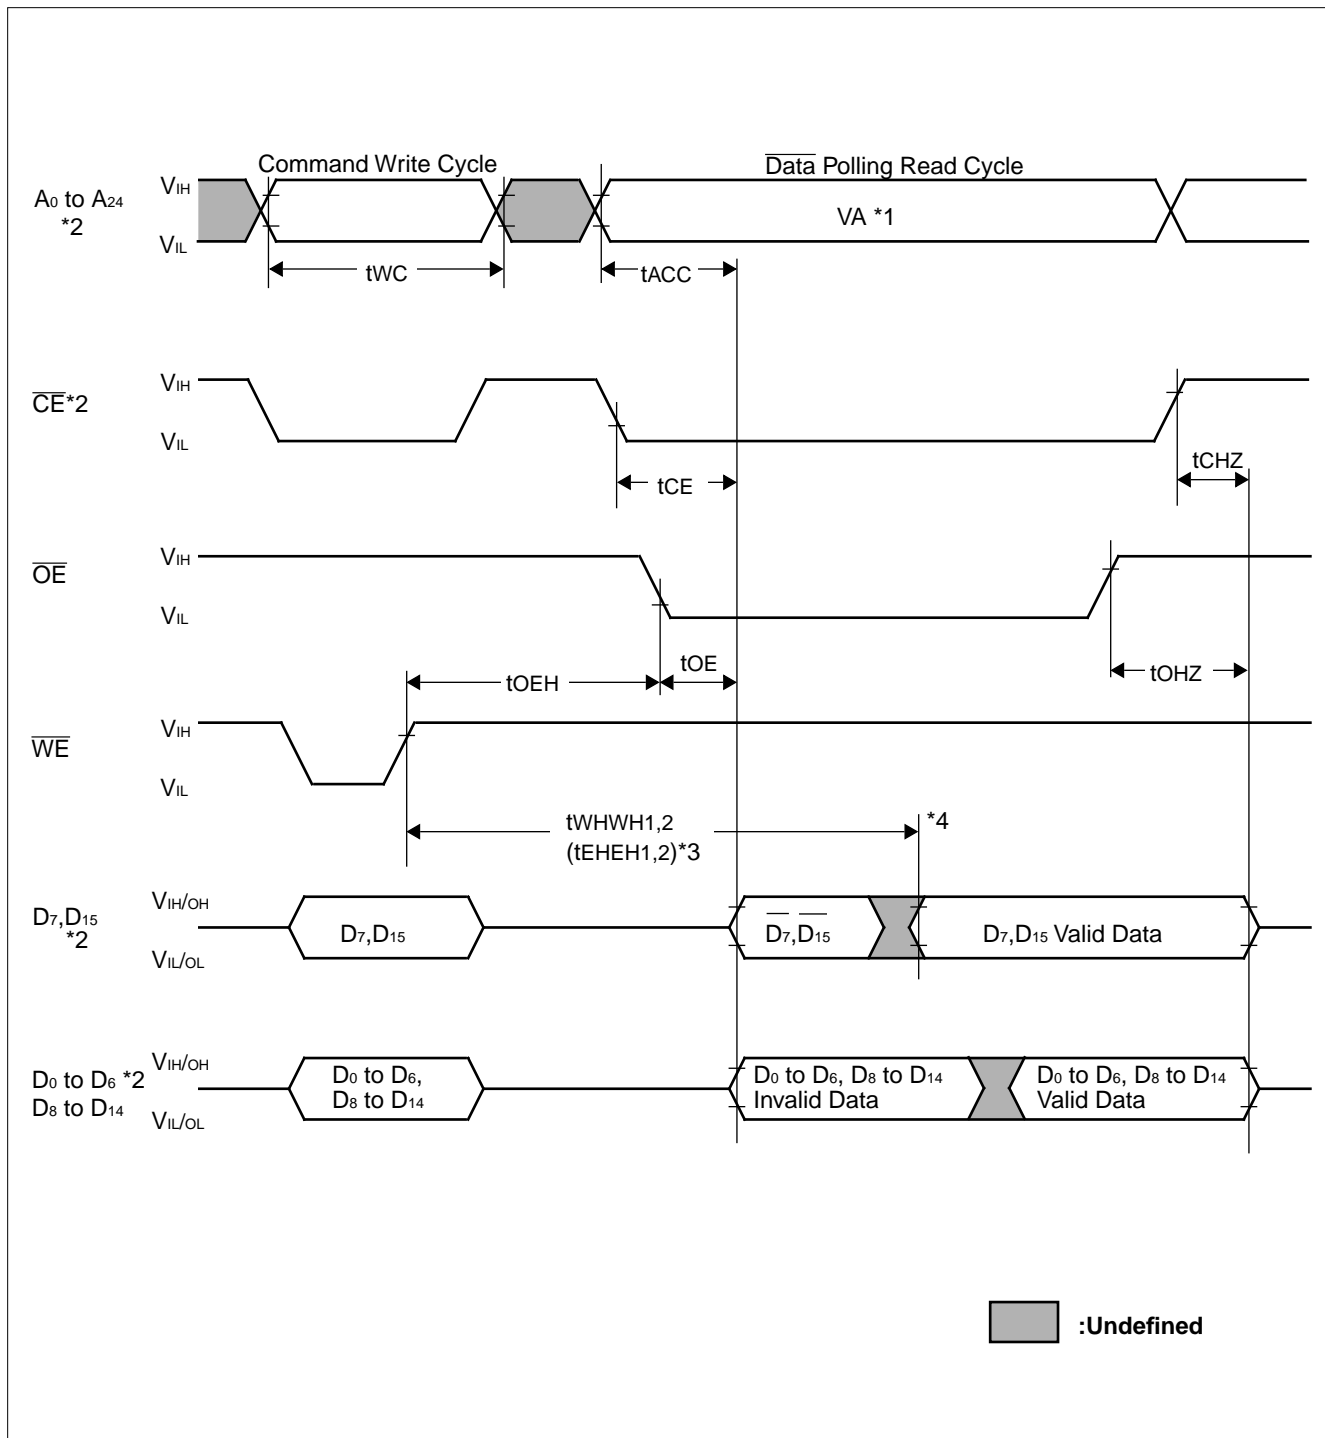 Command Write Cycle
Data Polling Read Cycle
A0 to A24
*2
VIH
VIL
VA *1
tWC
tACC
CE*2
VIH
VIL
tCE
tCHZ
OE
VIH
VIL
tOEH
tOE
tOHZ
WE
VIH
VIL
tWHWH1,2
(tEHEH1,2)*3
*4
D7,D15
*2
VIH/OH
VIL/OL
D7,D15
D7,D15
D7,D15 Valid Data
D0 to D6 *2
D8 to D14
VIH/OH
VIL/OL
D0 to D6,
D8 to D14
D0 to D6, D8 to D14
Invalid Data
D0 to D6, D8 to D14
Valid Data
:Undefined